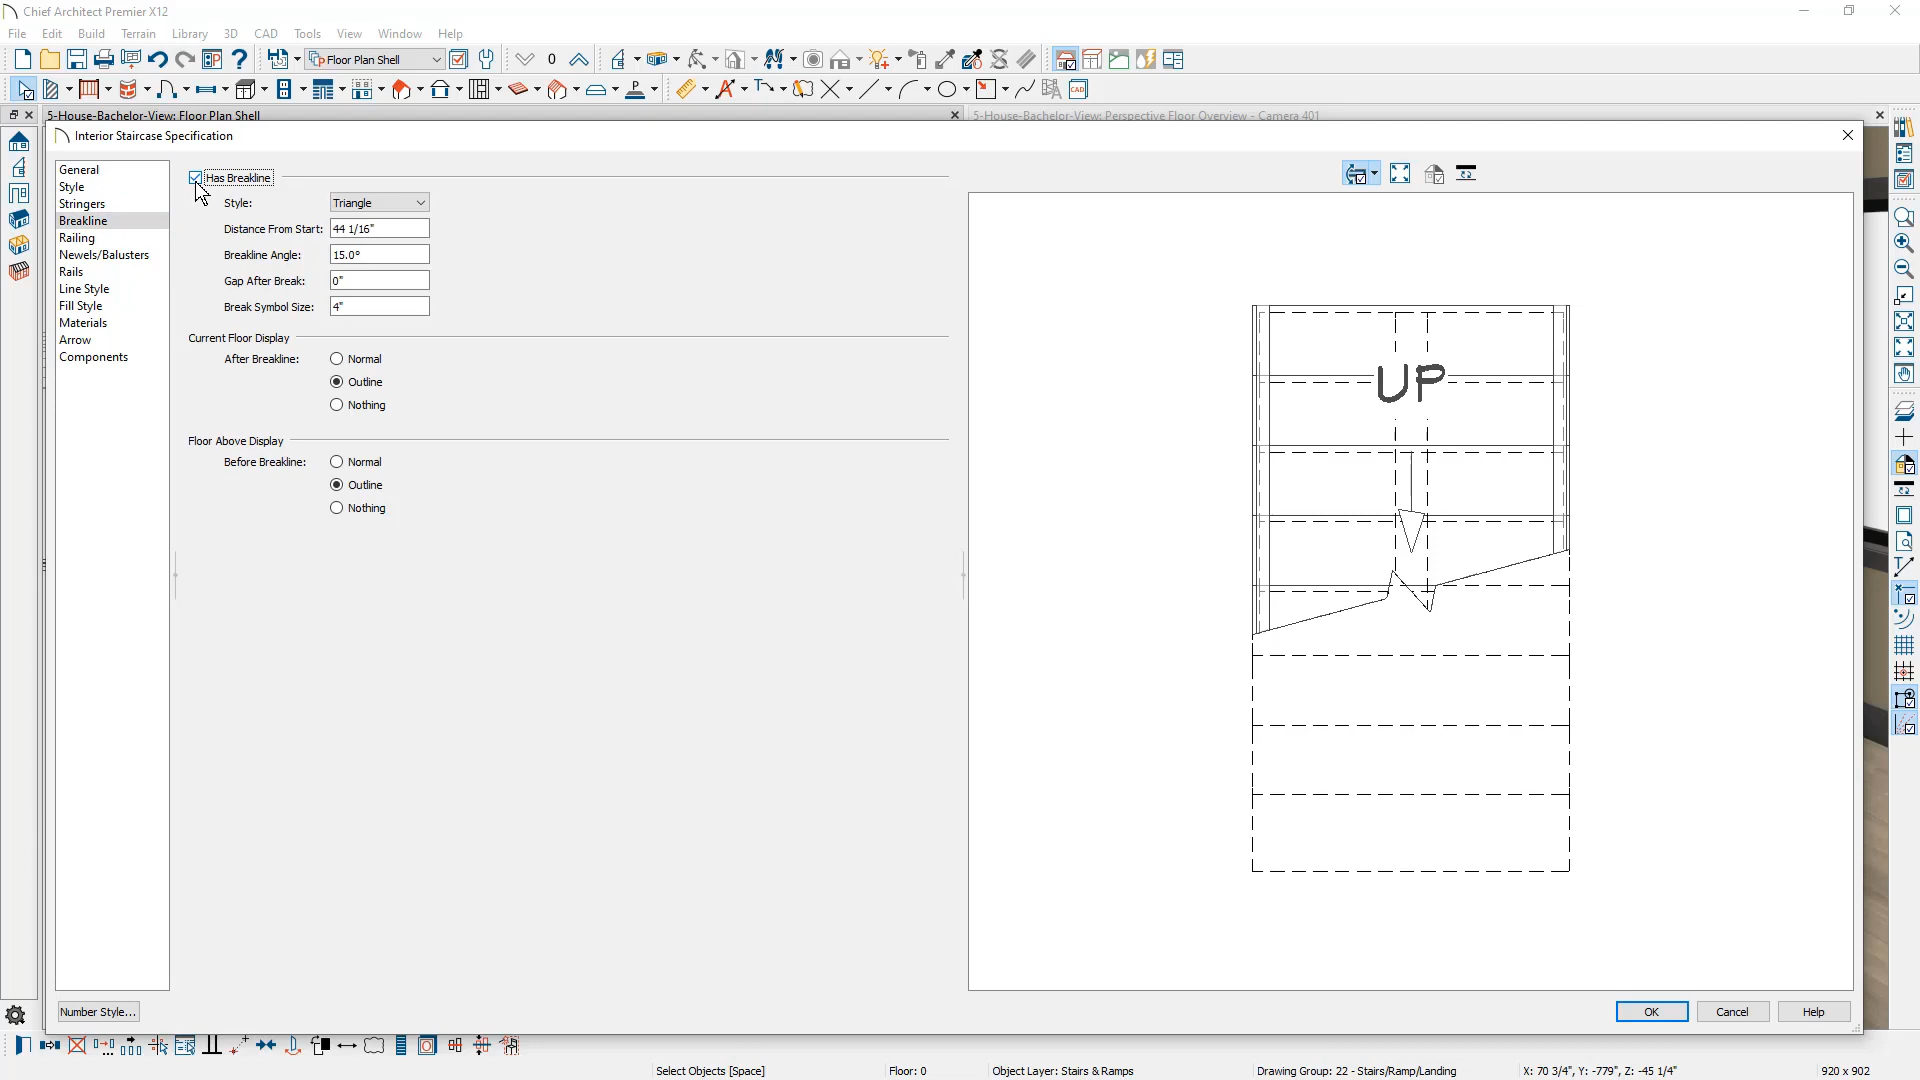 Chief Architect Premier X12
File Edit Build Terrain Library 3D CAD Tools View Window Help
Floor Plan Shell
0
5-House-Bachelor-View: Floor Plan Shell
5-House-Bachelor-View: Perspective Floor Overview - Camera 401
Interior Staircase Specification
General
Style
Stringers
Breakline
Railing
Newels/Balusters
Rails
Line Style
Fill Style
Materials
Arrow
Components
Has Breakline
Style: Triangle
Distance From Start: 44 1/16"
Breakline Angle: 15.0°
Gap After Break: 0"
Break Symbol Size: 4"
Current Floor Display
After Breakline: Normal
Outline
Nothing
Floor Above Display
Before Breakline: Normal
Outline
Nothing
UP
Number Style...
OK Cancel Help
Select Objects [Space] Floor: 0 Object Layer: Stairs & Ramps Drawing Group: 22 - Stairs/Ramp/Landing X: 70 3/4", Y: -779", Z: -45 1/4" 920 x 902